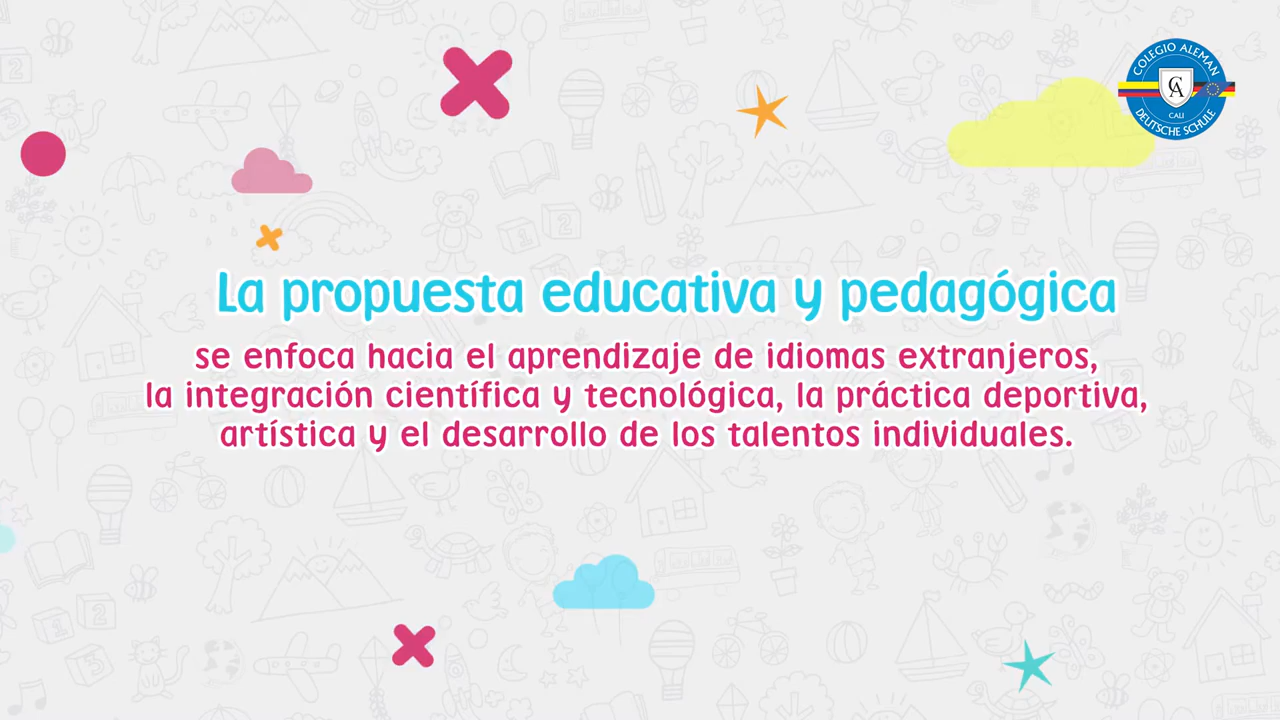 COLEGIO ALEMAN
CA
CALI
DEUTSCHE SCHULE
La propuesta educativa y pedagógica
se enfoca hacia el aprendizaje de idiomas extranjeros,
la integración científica y tecnológica, la práctica deportiva,
artística y el desarrollo de los talentos individuales.